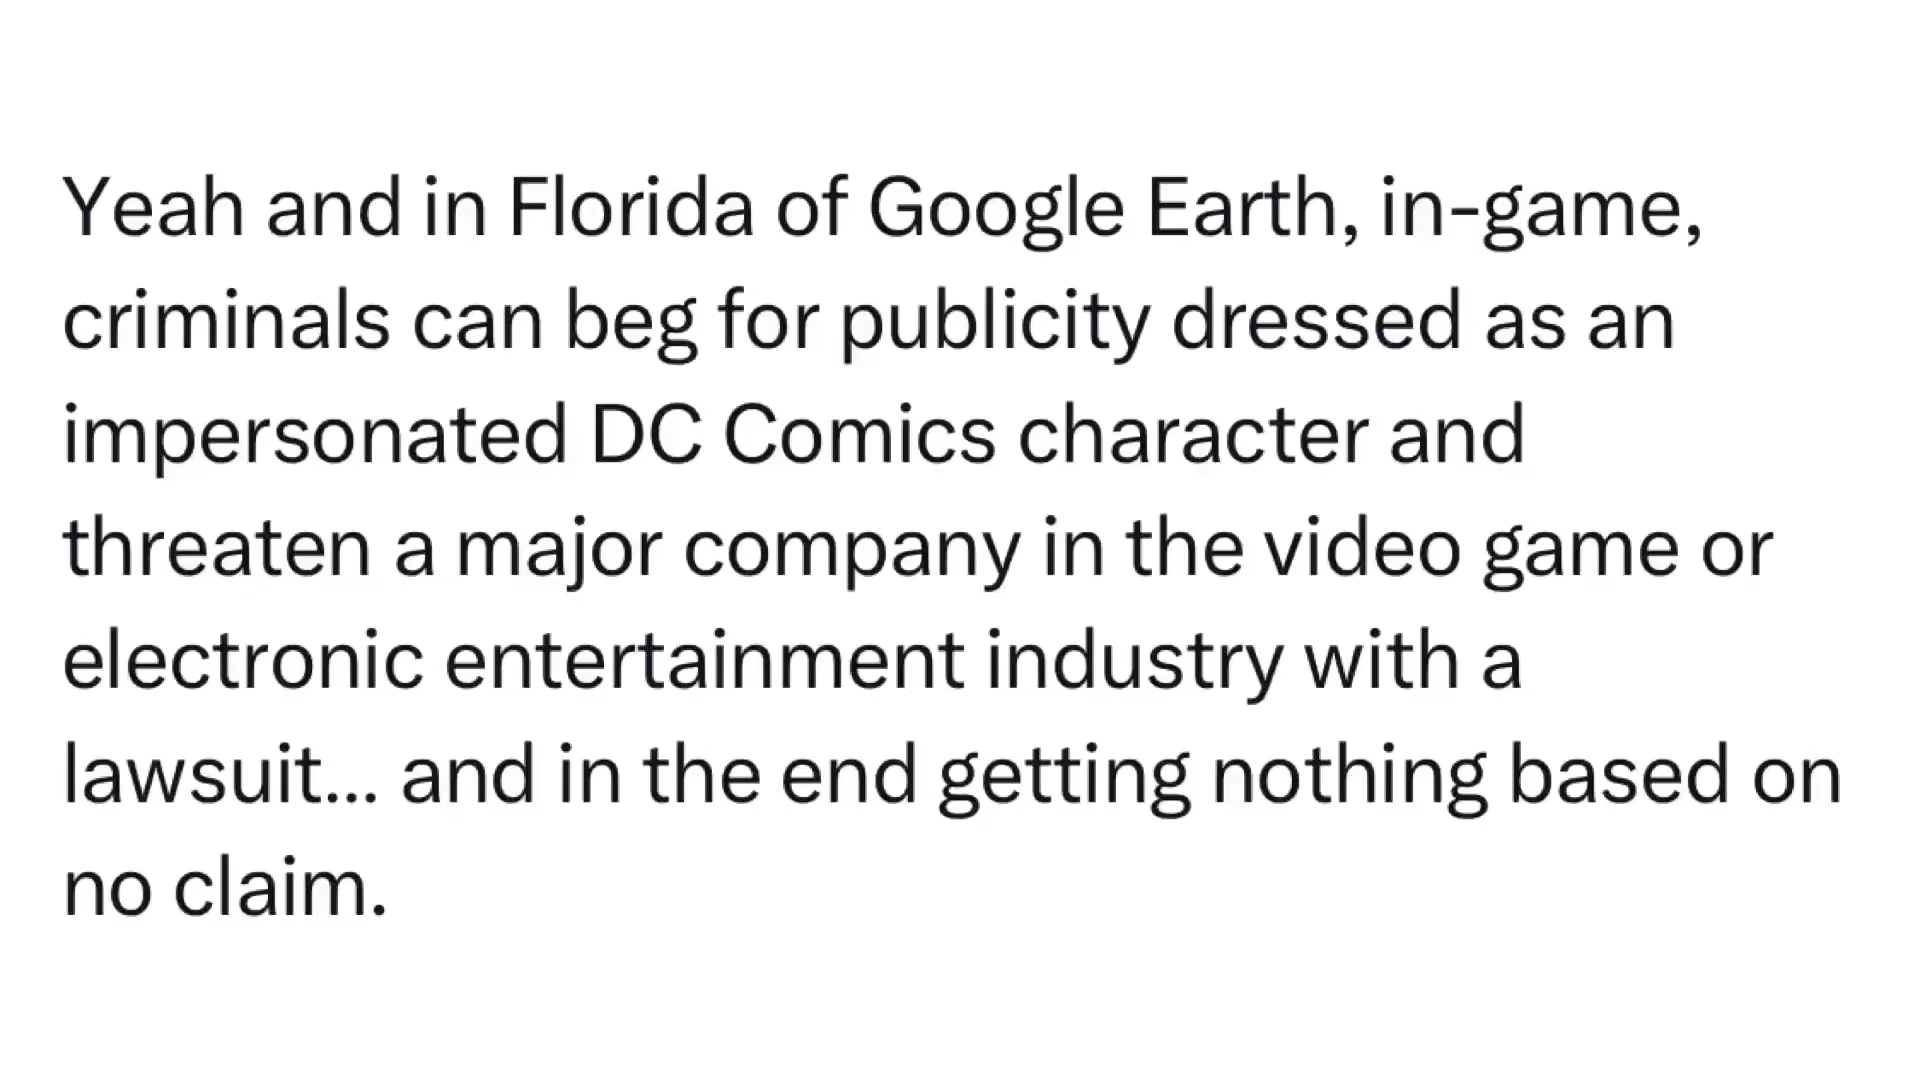 Yeah and in Florida of Google Earth, in-game,
criminals can beg for publicity dressed as an
impersonated DC Comics character and
threaten a major company in the video game or
electronic entertainment industry with a
lawsuit... and in the end getting nothing based on
no claim.